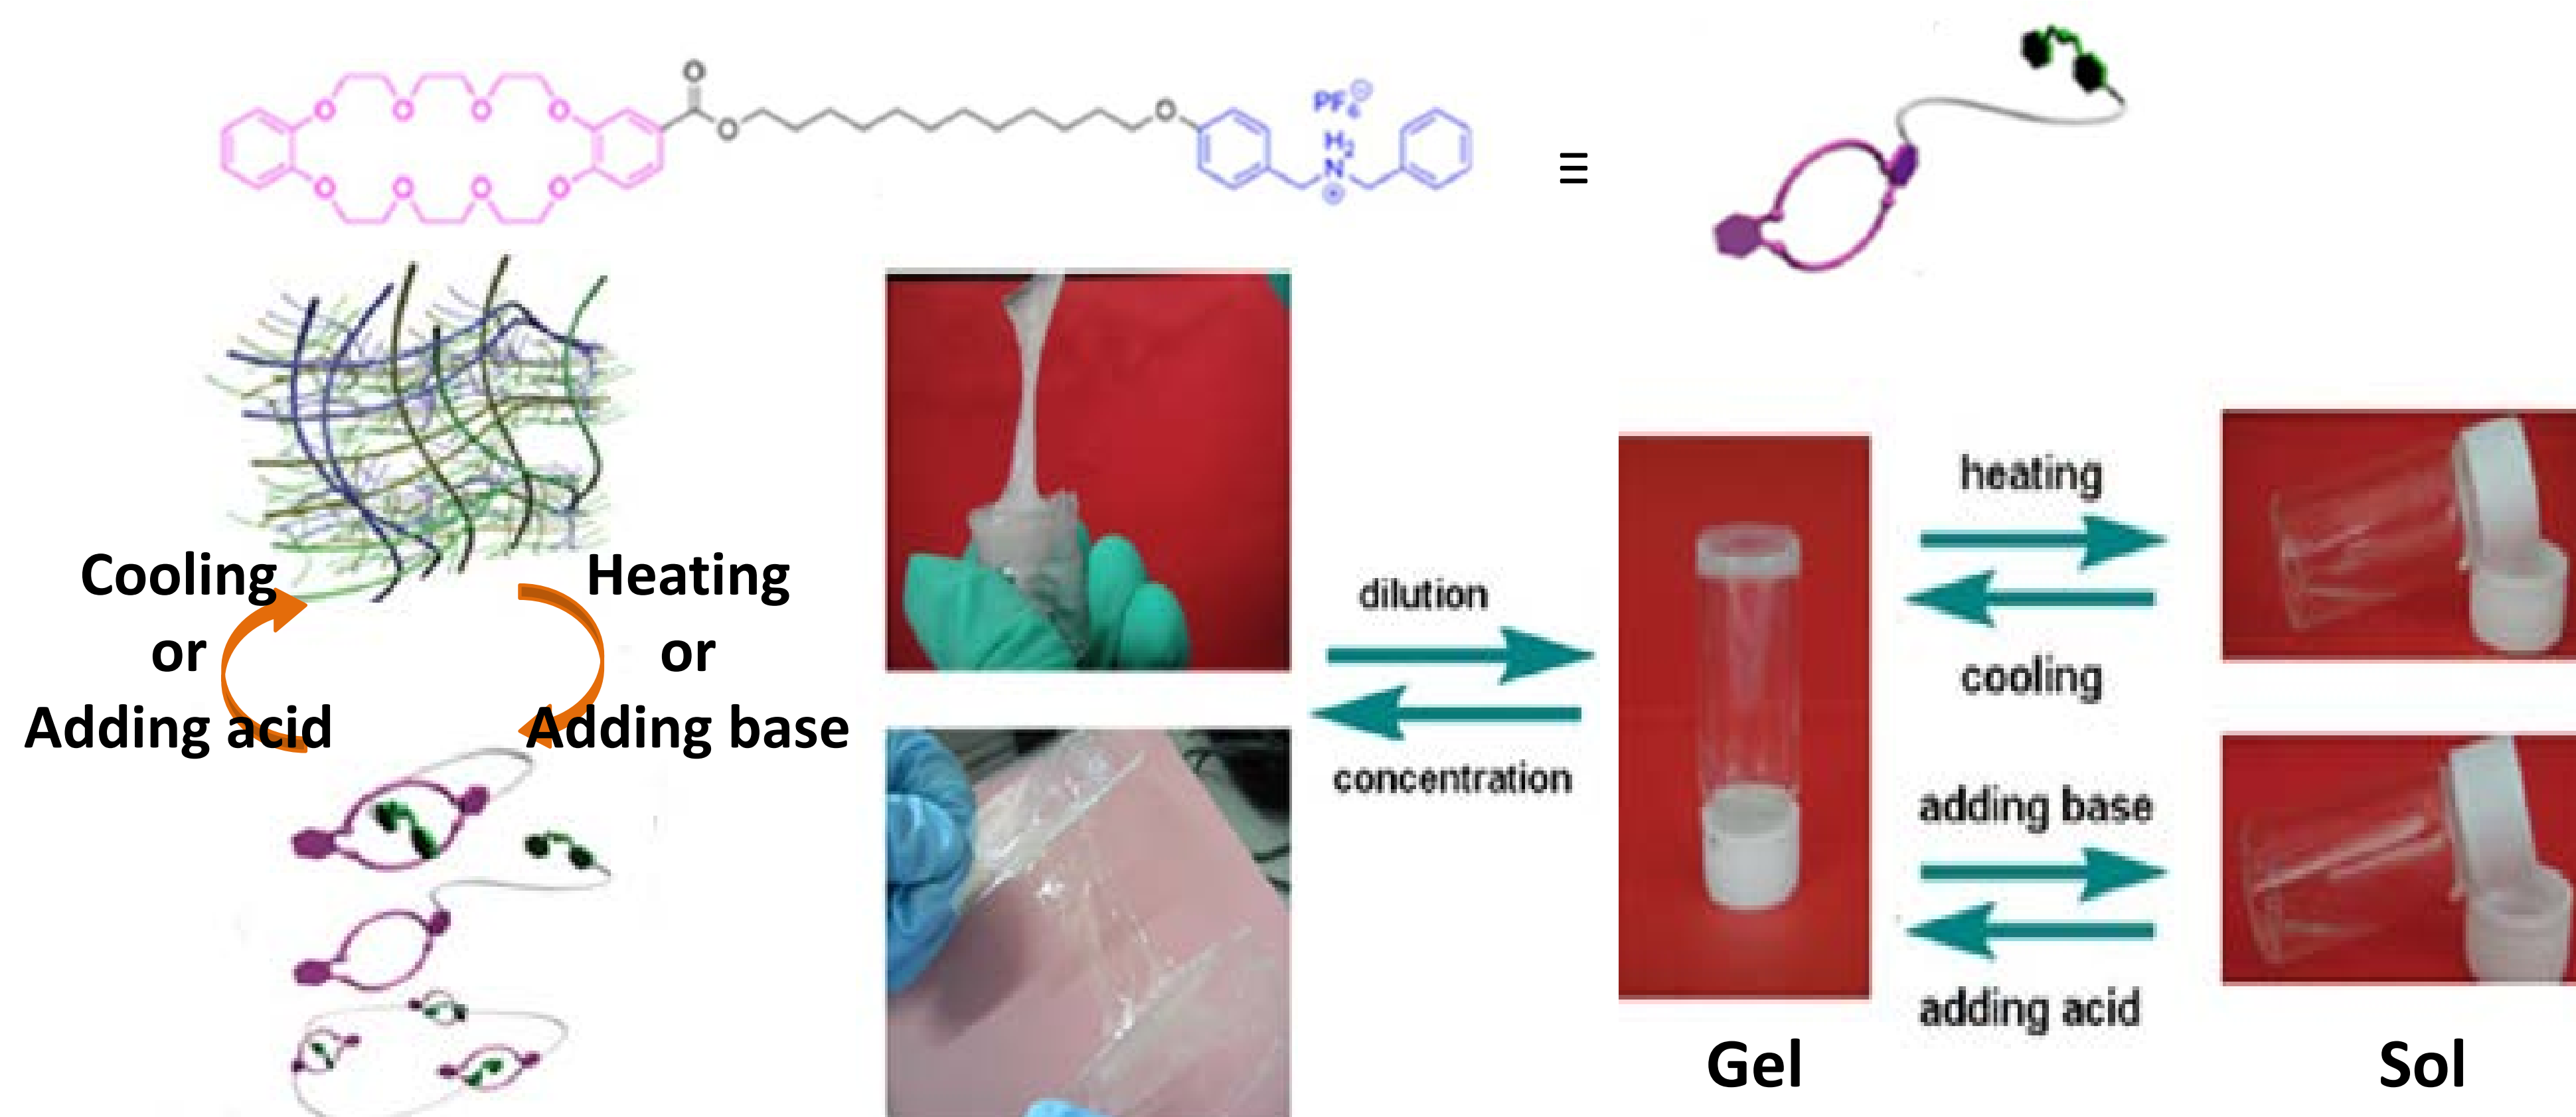 O
O
O
O
O
O
O
O
O
O
O
PF6⊖
H2
N
⊕
≡
Cooling
or
Adding acid
Heating
or
Adding base
dilution
concentration
heating
cooling
adding base
adding acid
Gel
Sol